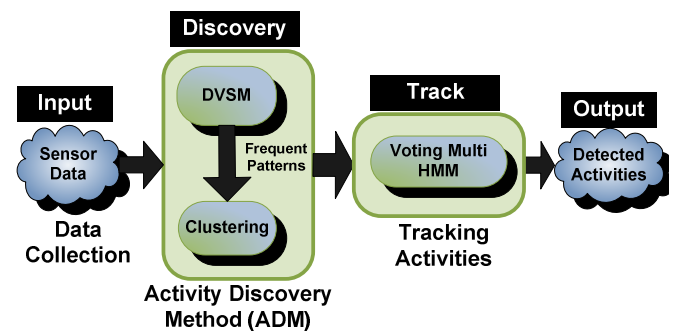 Input
Sensor
Data
Data
Collection
Discovery
DVSM
Frequent
Patterns
Clustering
Activity Discovery
Method (ADM)
Track
Voting Multi
HMM
Tracking
Activities
Output
Detected
Activities